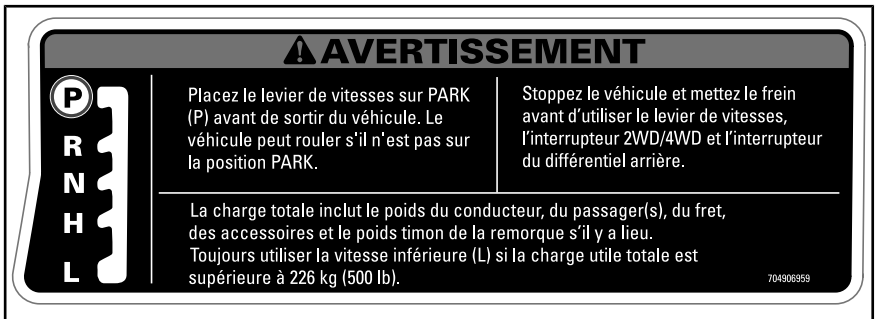 AVERTISSEMENT
P
R
N
H
L
Placez le levier de vitesses sur PARK
(P) avant de sortir du véhicule. Le
véhicule peut rouler s'il n'est pas sur
la position PARK.
Stoppez le véhicule et mettez le frein
avant d'utiliser le levier de vitesses,
l'interrupteur 2WD/4WD et l'interrupteur
du différentiel arrière.
La charge totale inclut le poids du conducteur, du passager(s), du fret,
des accessoires et le poids timon de la remorque s'il y a lieu.
Toujours utiliser la vitesse inférieure (L) si la charge utile totale est
supérieure à 226 kg (500 lb).
704906959